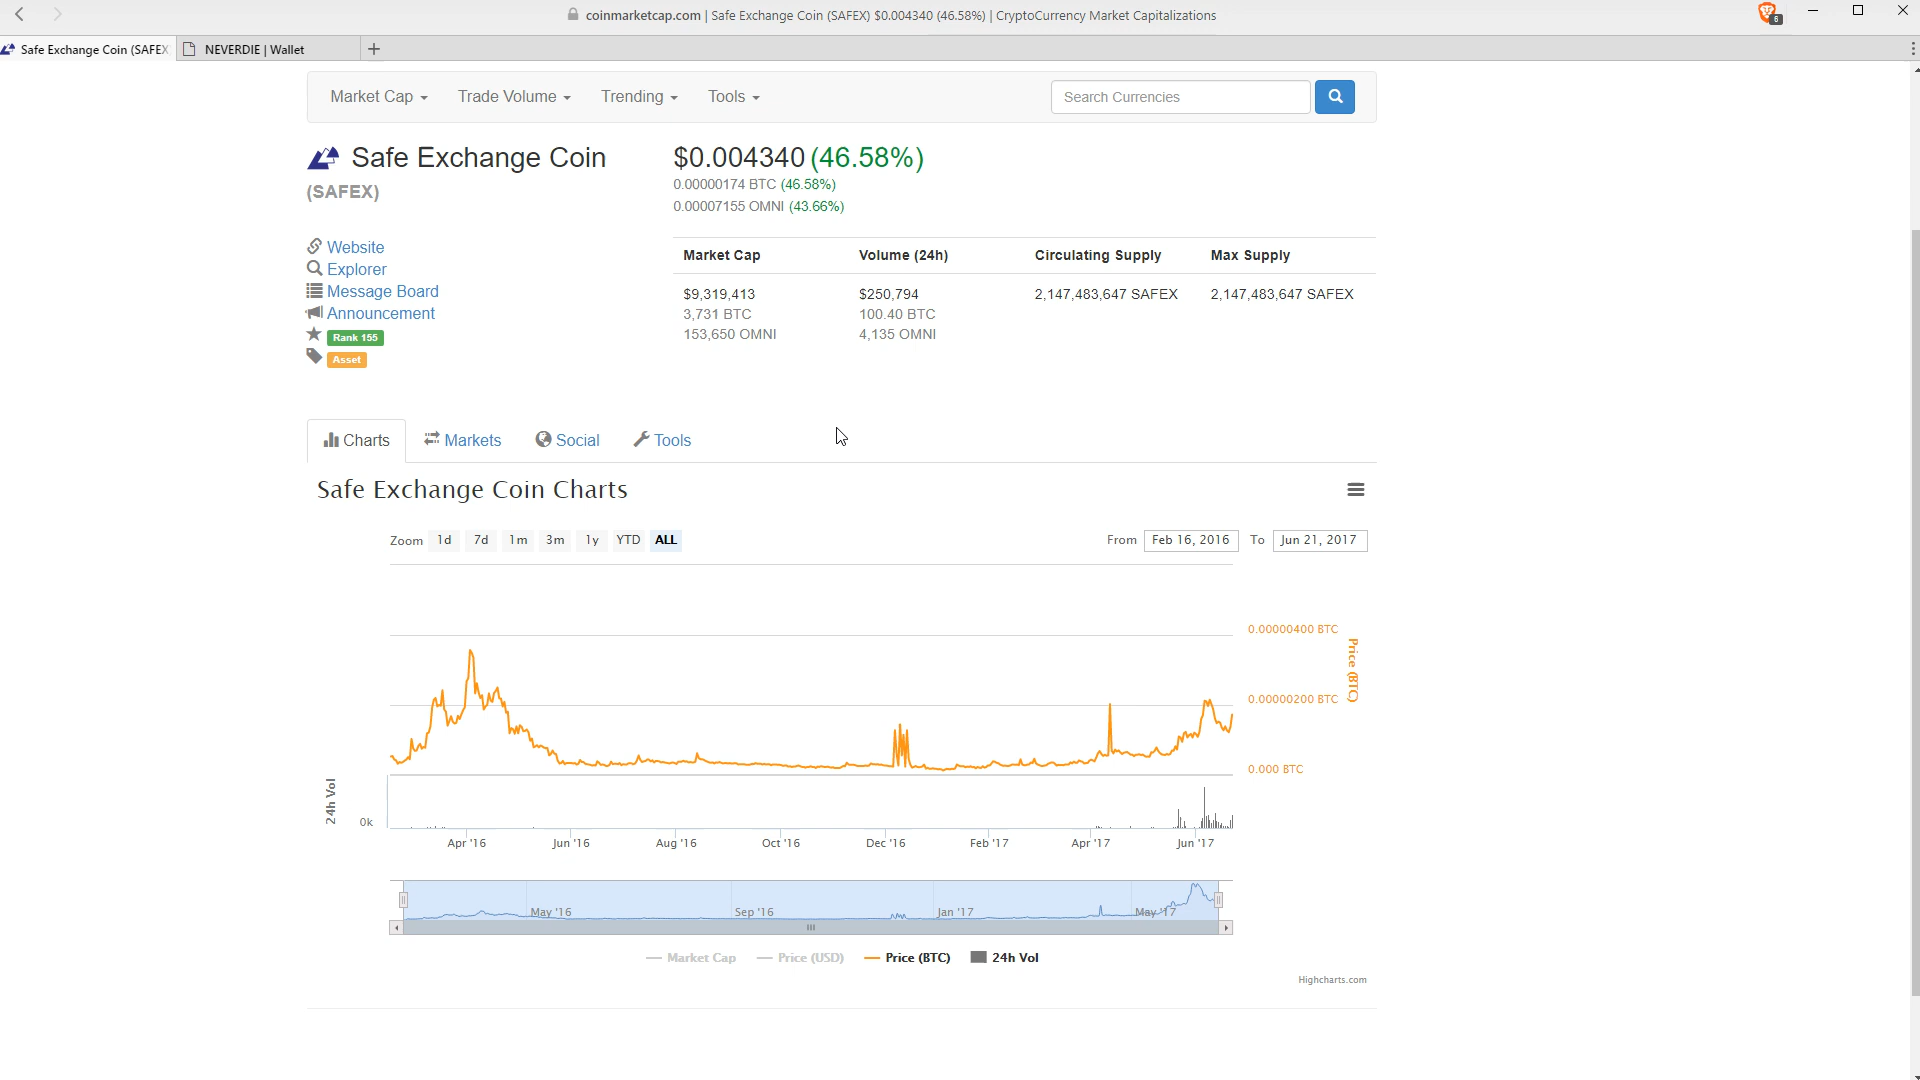 coinmarketcap.com | Safe Exchange Coin (SAFEX) $0.004340 (46.58%) | CryptoCurrency Market Capitalizations
6
Safe Exchange Coin (SAFEX
NEVERDIE | Wallet
Market Cap
Trade Volume
Trending
Tools
Search Currencies
Safe Exchange Coin
(SAFEX)
$0.004340 (46.58%)
0.00000174 BTC (46.58%)
0.00007155 OMNI (43.66%)
Website
Explorer
Message Board
Announcement
Rank 155
Asset
Market Cap Volume (24h) Circulating Supply Max Supply
$9,319,413 $250,794 2,147,483,647 SAFEX 2,147,483,647 SAFEX
3,731 BTC 100.40 BTC
153,650 OMNI 4,135 OMNI
Charts Markets Social Tools
Safe Exchange Coin Charts
Zoom 1d 7d 1m 3m 1y YTD ALL
From Feb 16, 2016 To Jun 21, 2017
0.00000400 BTC
0.00000200 BTC
0.000 BTC
Price (BTC)
24h Vol
0k
Apr '16 Jun '16 Aug '16 Oct '16 Dec '16 Feb '17 Apr '17 Jun '17
May '16 Sep '16 Jan '17 May '17
Market Cap Price (USD) Price (BTC) 24h Vol
Highcharts.com